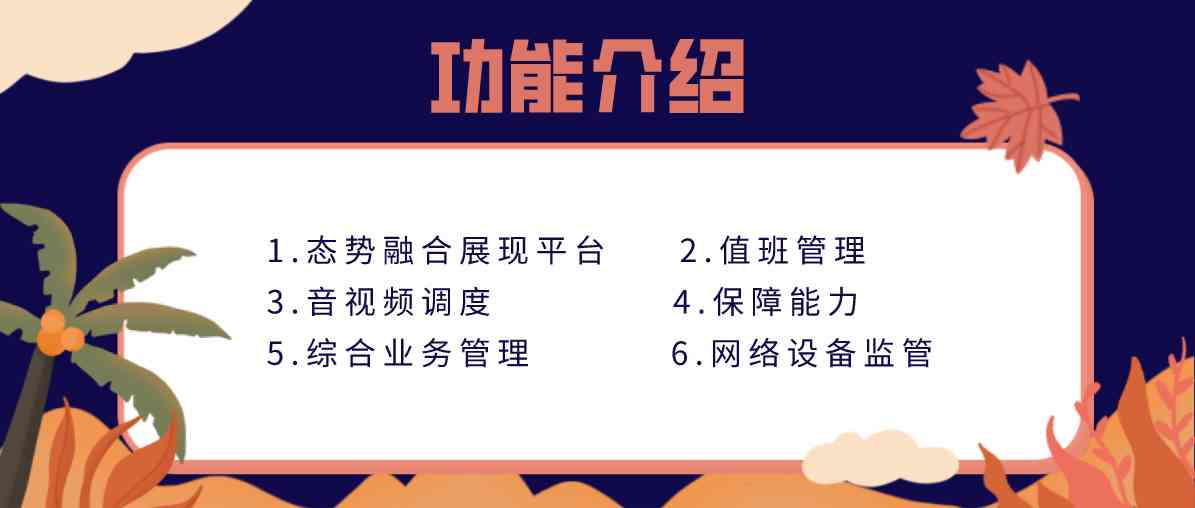 功能介绍
1.态势融合展现平台 2.值班管理
3.音视频调度 4.保障能力
5.综合业务管理 6.网络设备监管